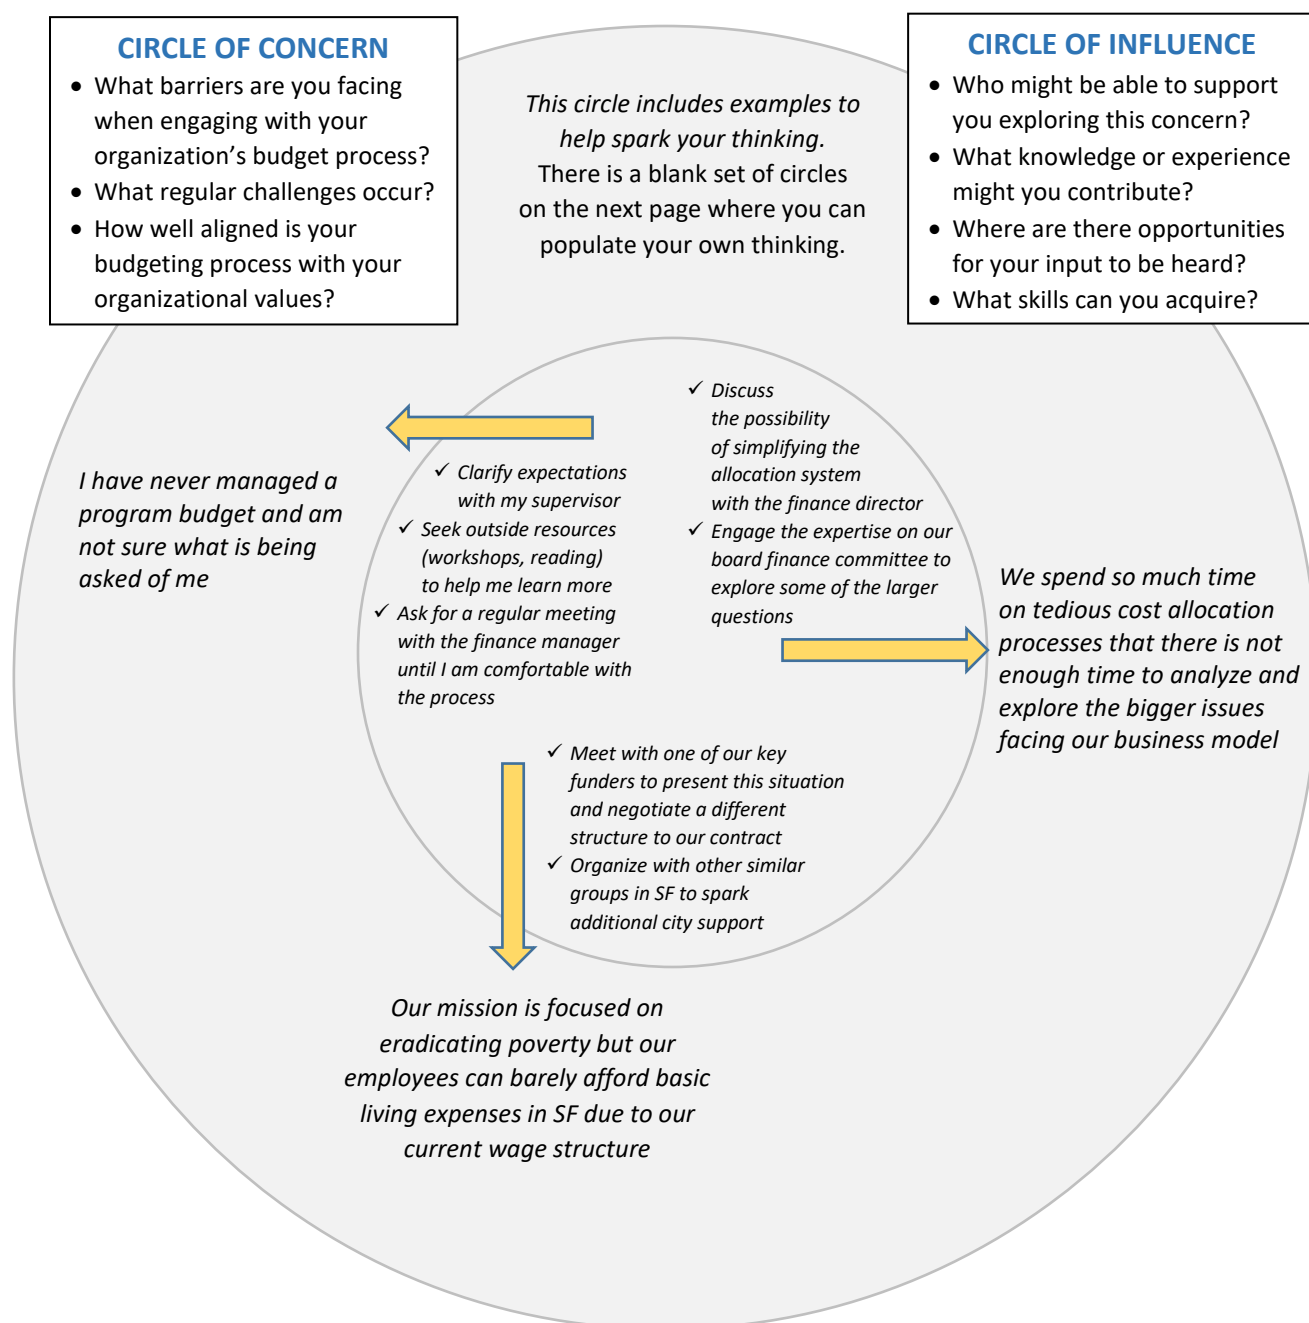 CIRCLE OF CONCERN
• What barriers are you facing
when engaging with your
organization’s budget process?
• What regular challenges occur?
• How well aligned is your
budgeting process with your
organizational values?
This circle includes examples to
help spark your thinking.
There is a blank set of circles
on the next page where you can
populate your own thinking.
CIRCLE OF INFLUENCE
• Who might be able to support
you exploring this concern?
• What knowledge or experience
might you contribute?
• Where are there opportunities
for your input to be heard?
• What skills can you acquire?
I have never managed a
program budget and am
not sure what is being
asked of me
✓ Clarify expectations
with my supervisor
✓ Seek outside resources
(workshops, reading)
to help me learn more
✓ Ask for a regular meeting
with the finance manager
until I am comfortable with
the process
✓ Discuss
the possibility
of simplifying the
allocation system
with the finance director
✓ Engage the expertise on our
board finance committee to
explore some of the larger
questions
We spend so much time
on tedious cost allocation
processes that there is not
enough time to analyze and
explore the bigger issues
facing our business model
✓ Meet with one of our key
funders to present this situation
and negotiate a different
structure to our contract
✓ Organize with other similar
groups in SF to spark
additional city support
Our mission is focused on
eradicating poverty but our
employees can barely afford basic
living expenses in SF due to our
current wage structure